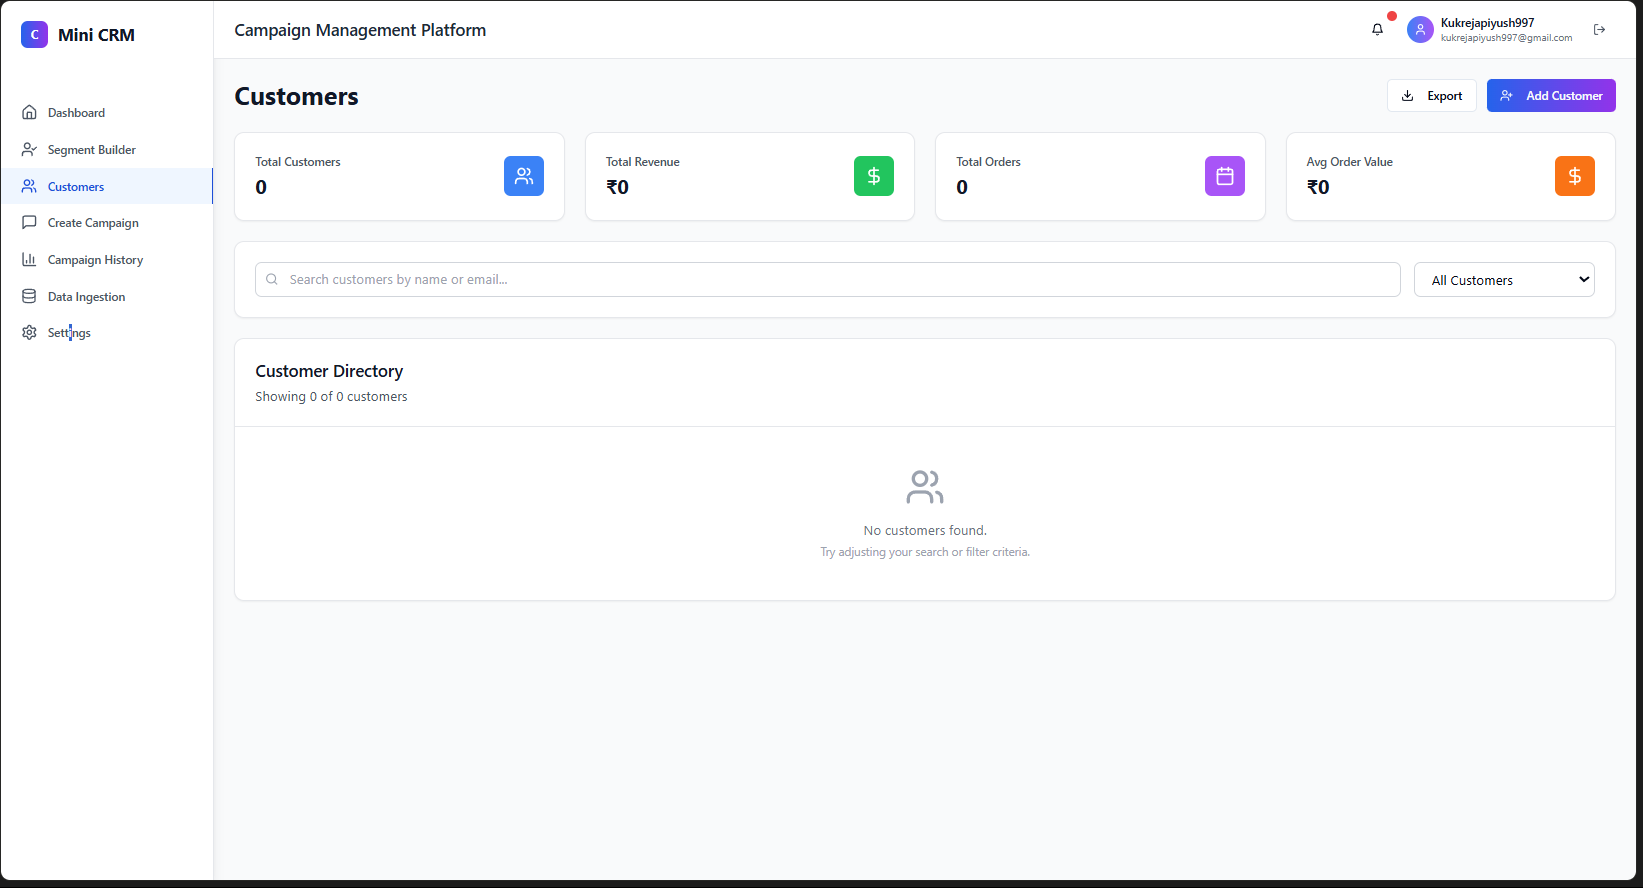 C Mini CRM
Dashboard
Segment Builder
Customers
Create Campaign
Campaign History
Data Ingestion
Settings
Campaign Management Platform
Kukrejapiyush997
kukrejapiyush997@gmail.com
Customers
Export
Add Customer
Total Customers
0
Total Revenue
₹0
Total Orders
0
Avg Order Value
₹0
Search customers by name or email...
All Customers
Customer Directory
Showing 0 of 0 customers
No customers found.
Try adjusting your search or filter criteria.